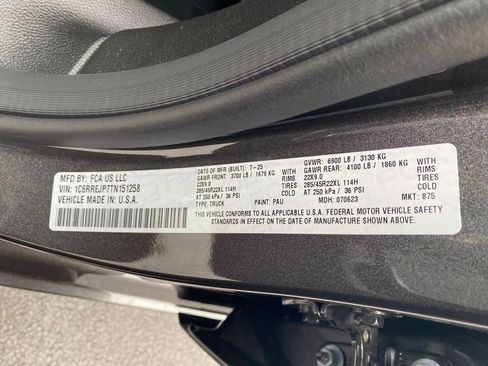 MFD BY: FCA US LLC
VIN: 1C6RREJP7TN151258
VEHICLE MADE IN: U.S.A.
DATE OF MFR (BUILT): 7-25
GAWR FRONT: 3700 LB / 1679 KG WITH
22X9.0 RIMS
285/45R22XL 114H TIRES
AT 250 kPa / 36 PSI COLD
GVWR: 6900 LB / 3130 KG
GAWR REAR: 4100 LB / 1860 KG WITH
22X9.0 RIMS
285/45R22XL 114H TIRES
AT 250 kPa / 36 PSI COLD
TYPE: TRUCK PAINT: PAU MDH: 070623 MKT: 875
THIS VEHICLE CONFORMS TO ALL APPLICABLE U.S.A. FEDERAL MOTOR VEHICLE SAFETY
STANDARDS IN EFFECT ON THE DATE OF MANUFACTURE SHOWN ABOVE.